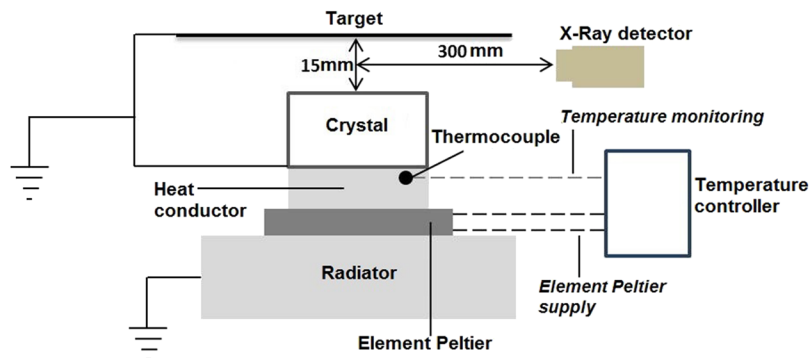 Target
X-Ray detector
300 mm
15mm
Crystal
Thermocouple
Temperature monitoring
Heat
conductor
Temperature
controller
Radiator
Element Peltier
supply
Element Peltier